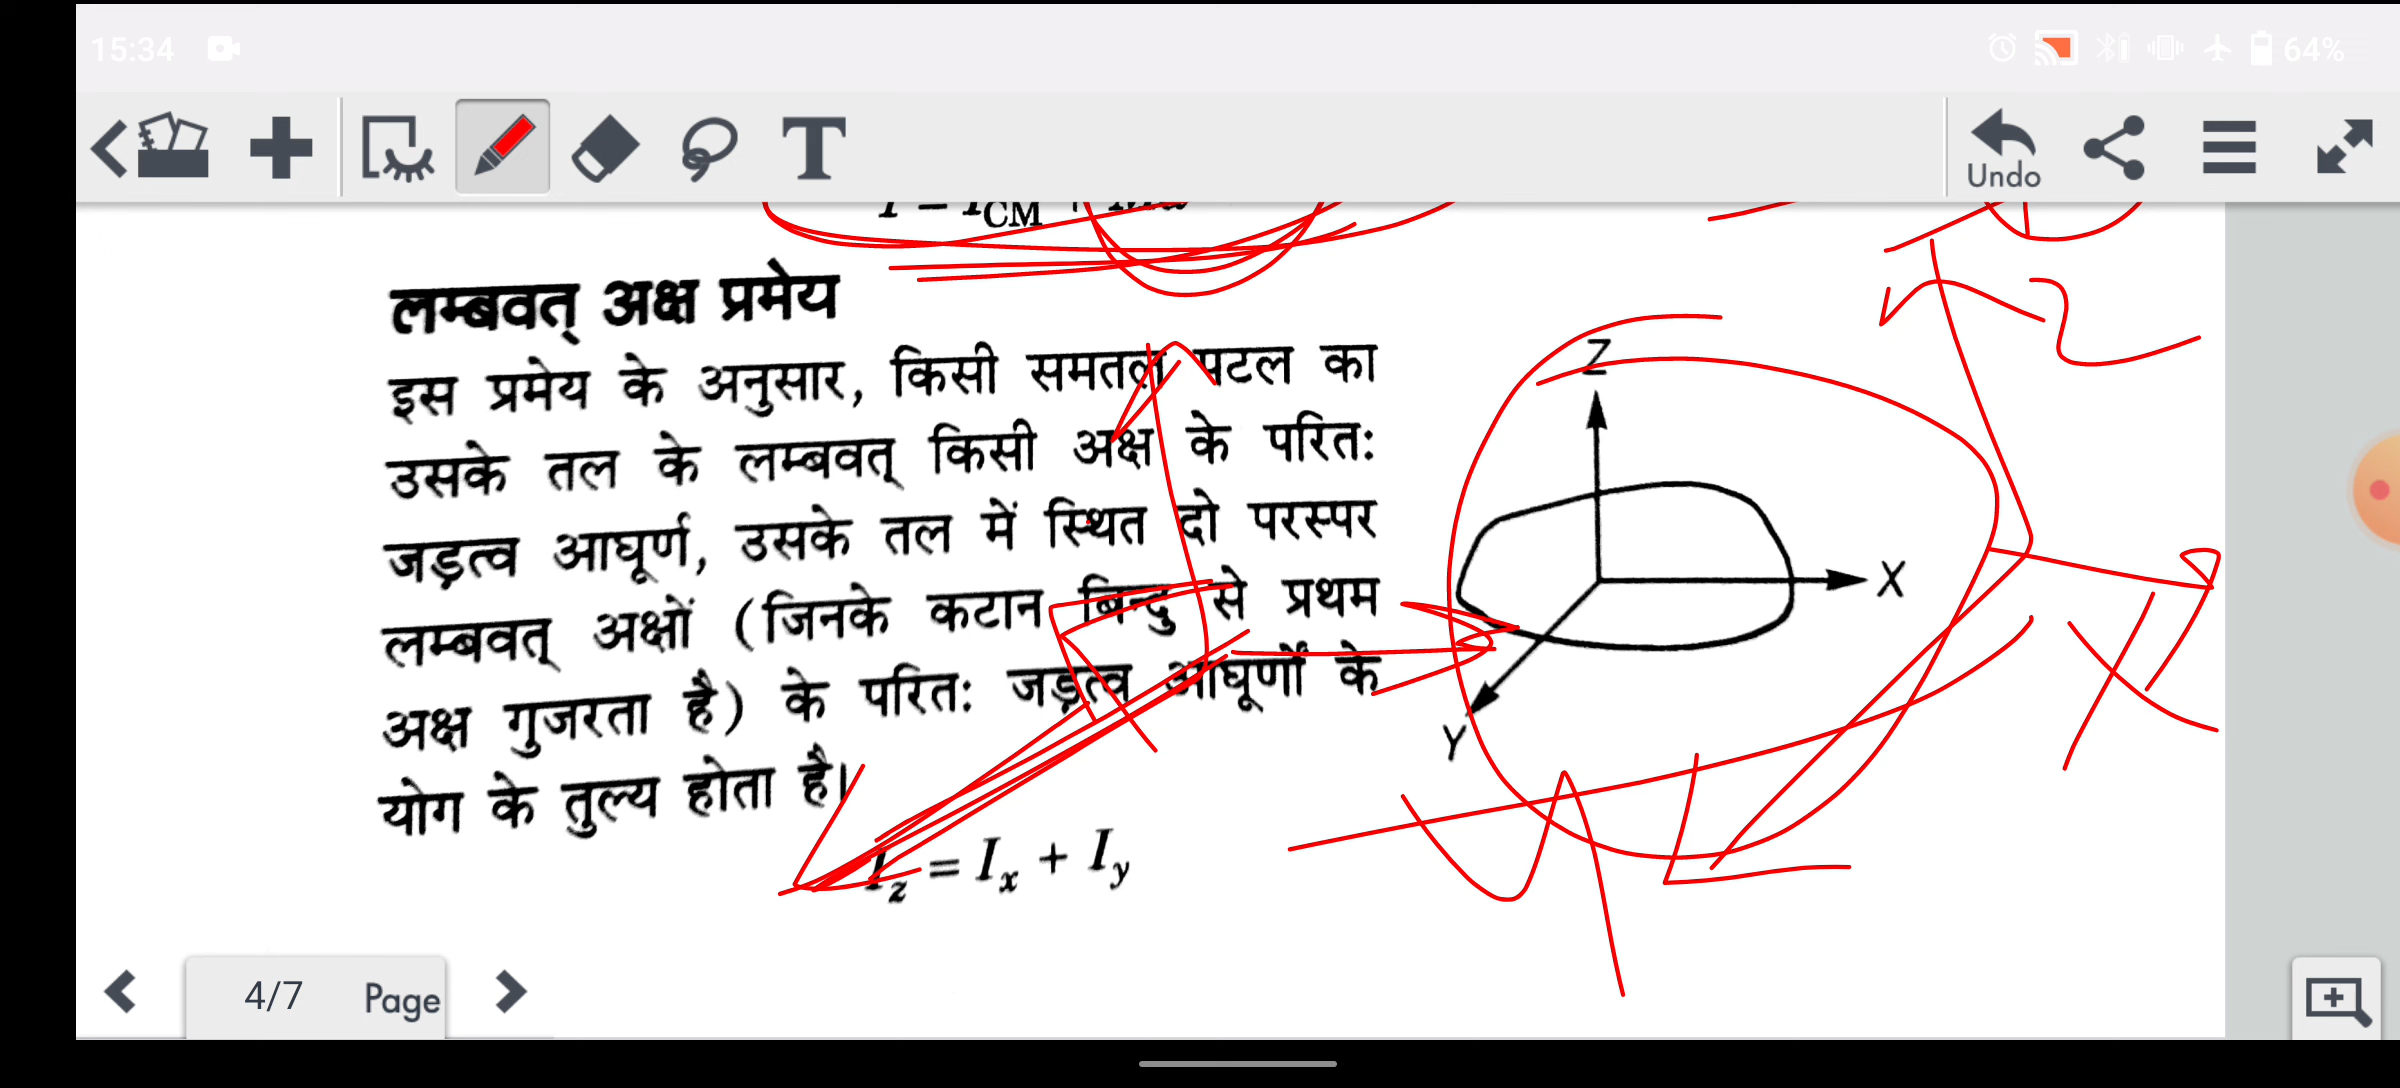 15:34
64%
T
Undo
I = I_CM + Md
लम्बवत् अक्ष प्रमेय
इस प्रमेय के अनुसार, किसी समतल पटल का
उसके तल के लम्बवत् किसी अक्ष के परितः
जड़त्व आघूर्ण, उसके तल में स्थित दो परस्पर
लम्बवत् अक्षों (जिनके कटान बिन्दु से प्रथम
अक्ष गुजरता है) के परितः जड़त्व आघूर्णों के
योग के तुल्य होता है।
I_z = I_x + I_y
Z
X
Y
4/7 Page